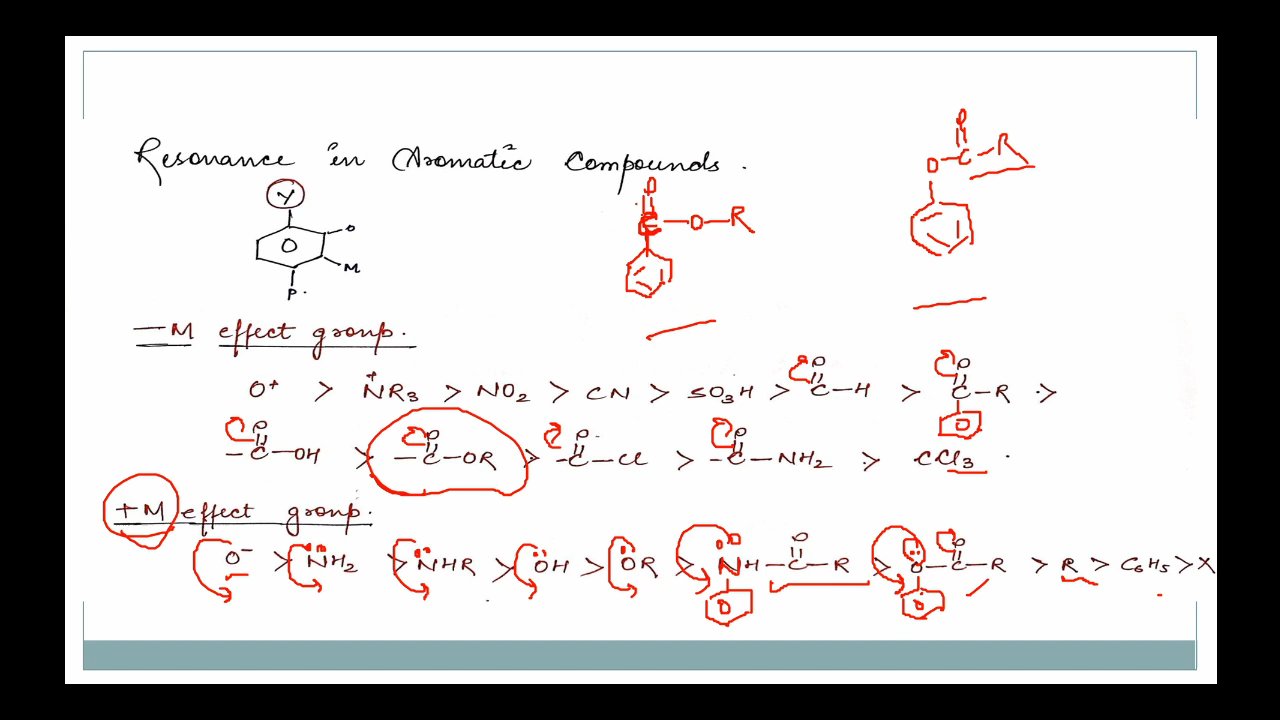 Resonance in Aromatic Compounds.
O
O–C–R
O
C–O–R
Y
O
O
M
P.
–M effect group.
O⁺ > N⁺R₃ > NO₂ > CN > SO₃H > –C(=O)–H > –C(=O)–R >
–C(=O)–OH > –C(=O)–OR > –C(=O)–Cl > –C(=O)–NH₂ > CCl₃.
+M effect group.
O⁻ > NH₂ > NHR > OH > OR > NH–C(=O)–R > O–C(=O)–R > R > C₆H₅ > X